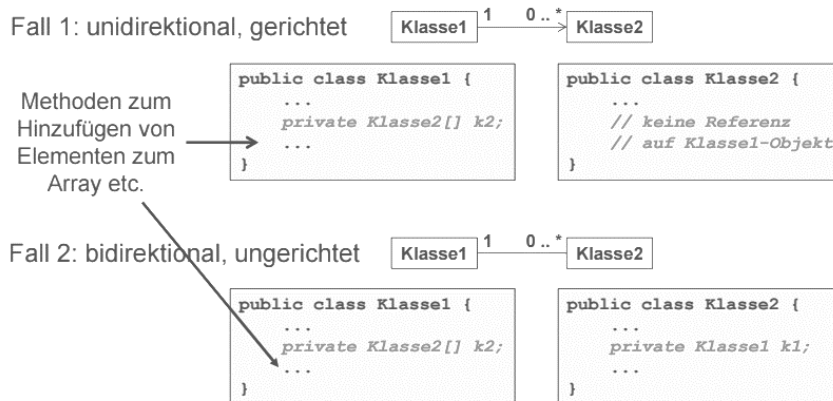 Fall 1: unidirektional, gerichtet
Klasse1 1 0 .. * Klasse2
Methoden zum
Hinzufügen von
Elementen zum
Array etc.
public class Klasse1 {
...
private Klasse2[] k2;
...
}
public class Klasse2 {
...
// keine Referenz
// auf Klasse1-Objekt
}
Fall 2: bidirektional, ungerichtet
Klasse1 1 0 .. * Klasse2
public class Klasse1 {
...
private Klasse2[] k2;
...
}
public class Klasse2 {
...
private Klasse1 k1;
...
}